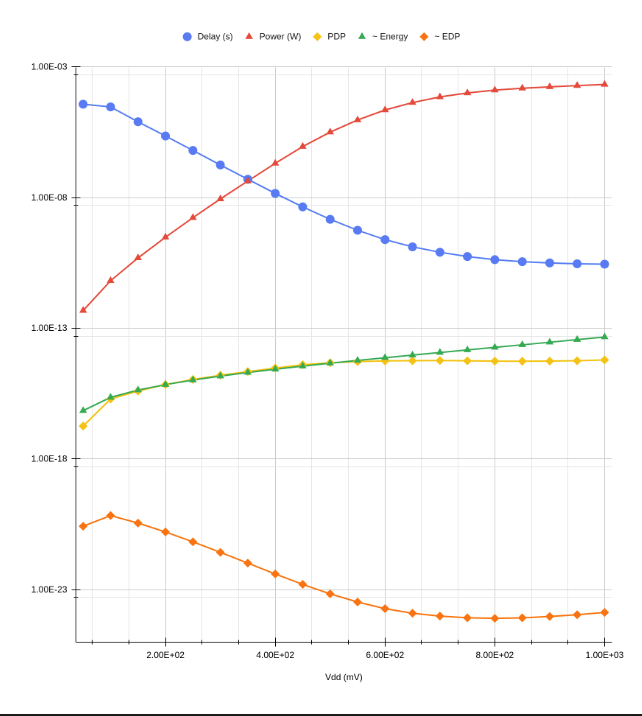 Delay (s) Power (W) PDP ~ Energy ~ EDP
1.00E-03
1.00E-08
1.00E-13
1.00E-18
1.00E-23
2.00E+02 4.00E+02 6.00E+02 8.00E+02 1.00E+03
Vdd (mV)